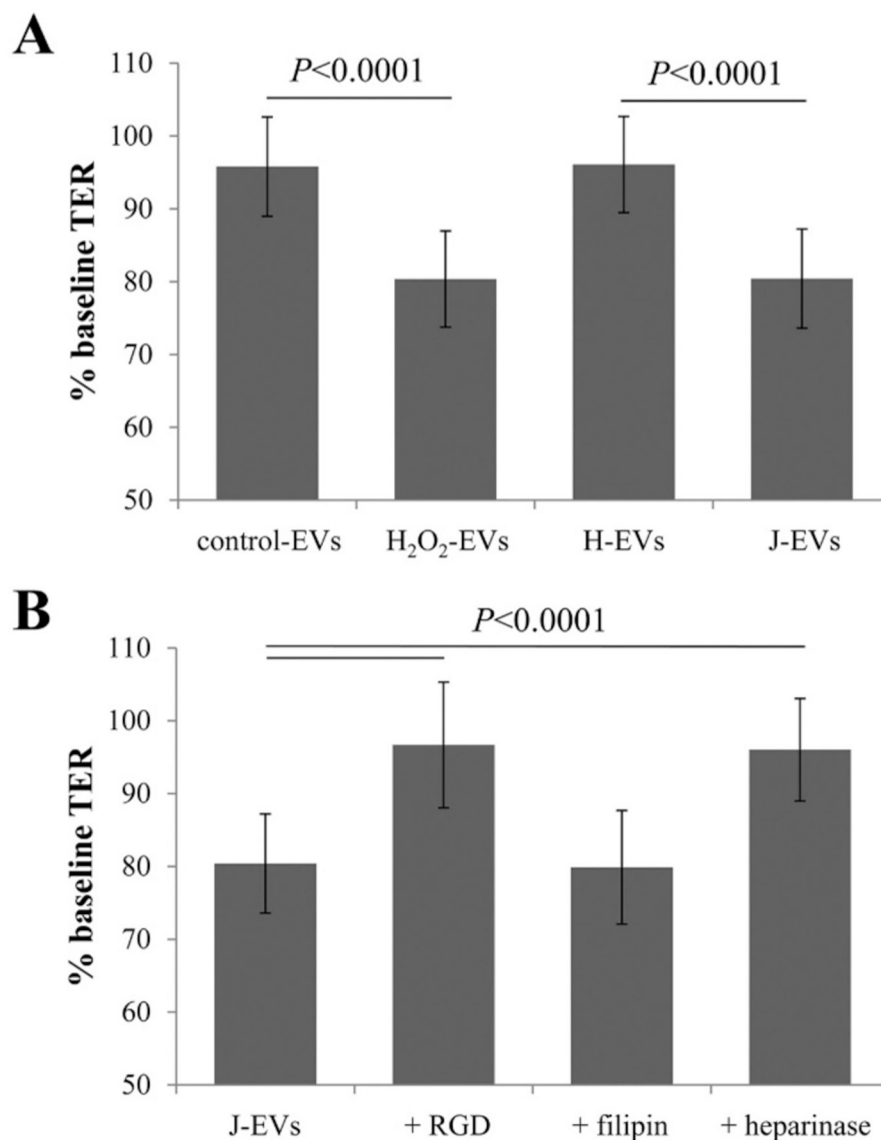 A
P<0.0001 P<0.0001
% baseline TER
110
100
90
80
70
60
50
control-EVs H₂O₂-EVs H-EVs J-EVs
B
P<0.0001
% baseline TER
110
100
90
80
70
60
50
J-EVs + RGD + filipin + heparinase